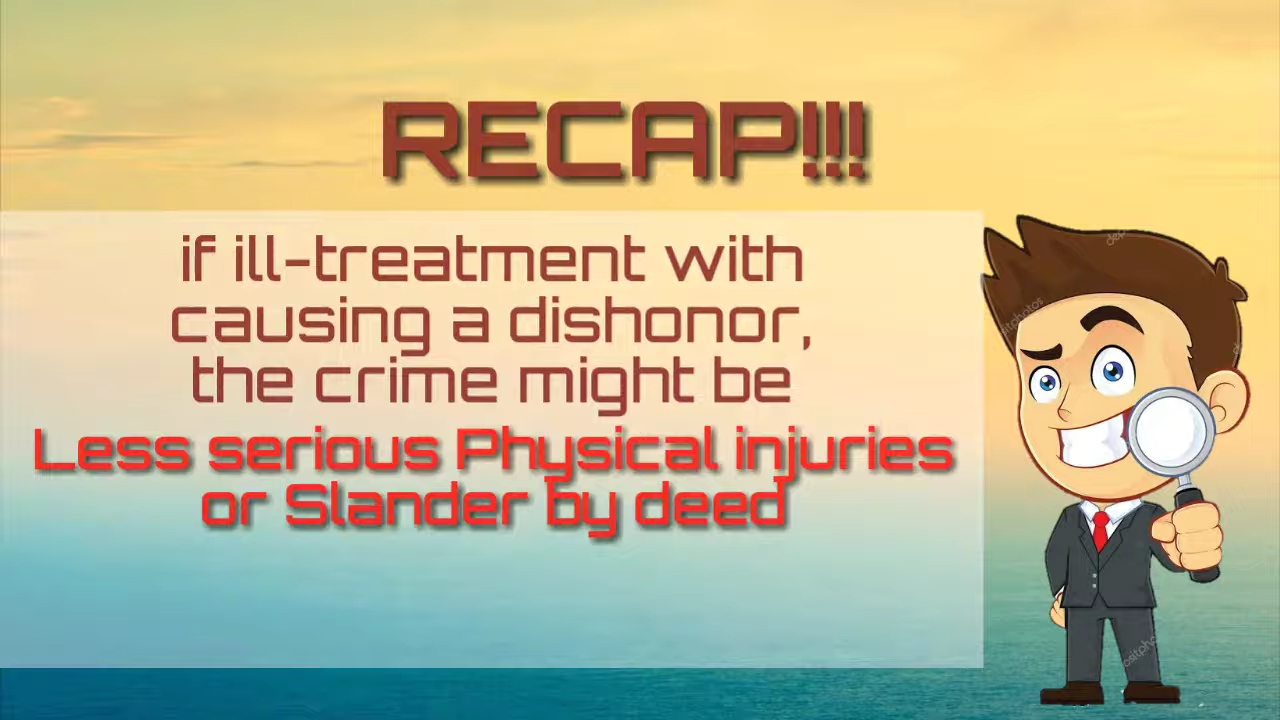 RECAP!!!
if ill-treatment with
causing a dishonor,
the crime might be
Less serious Physical injuries
or Slander by deed